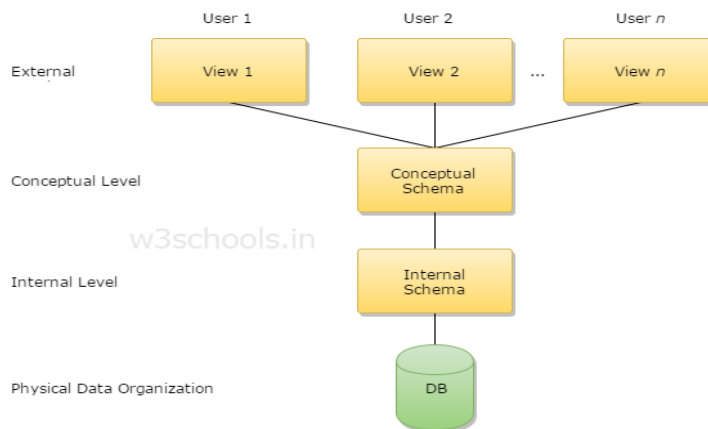 User 1 User 2 User n
External View 1 View 2 ... View n
Conceptual Level Conceptual
Schema
w3schools.in
Internal Level Internal
Schema
Physical Data Organization DB